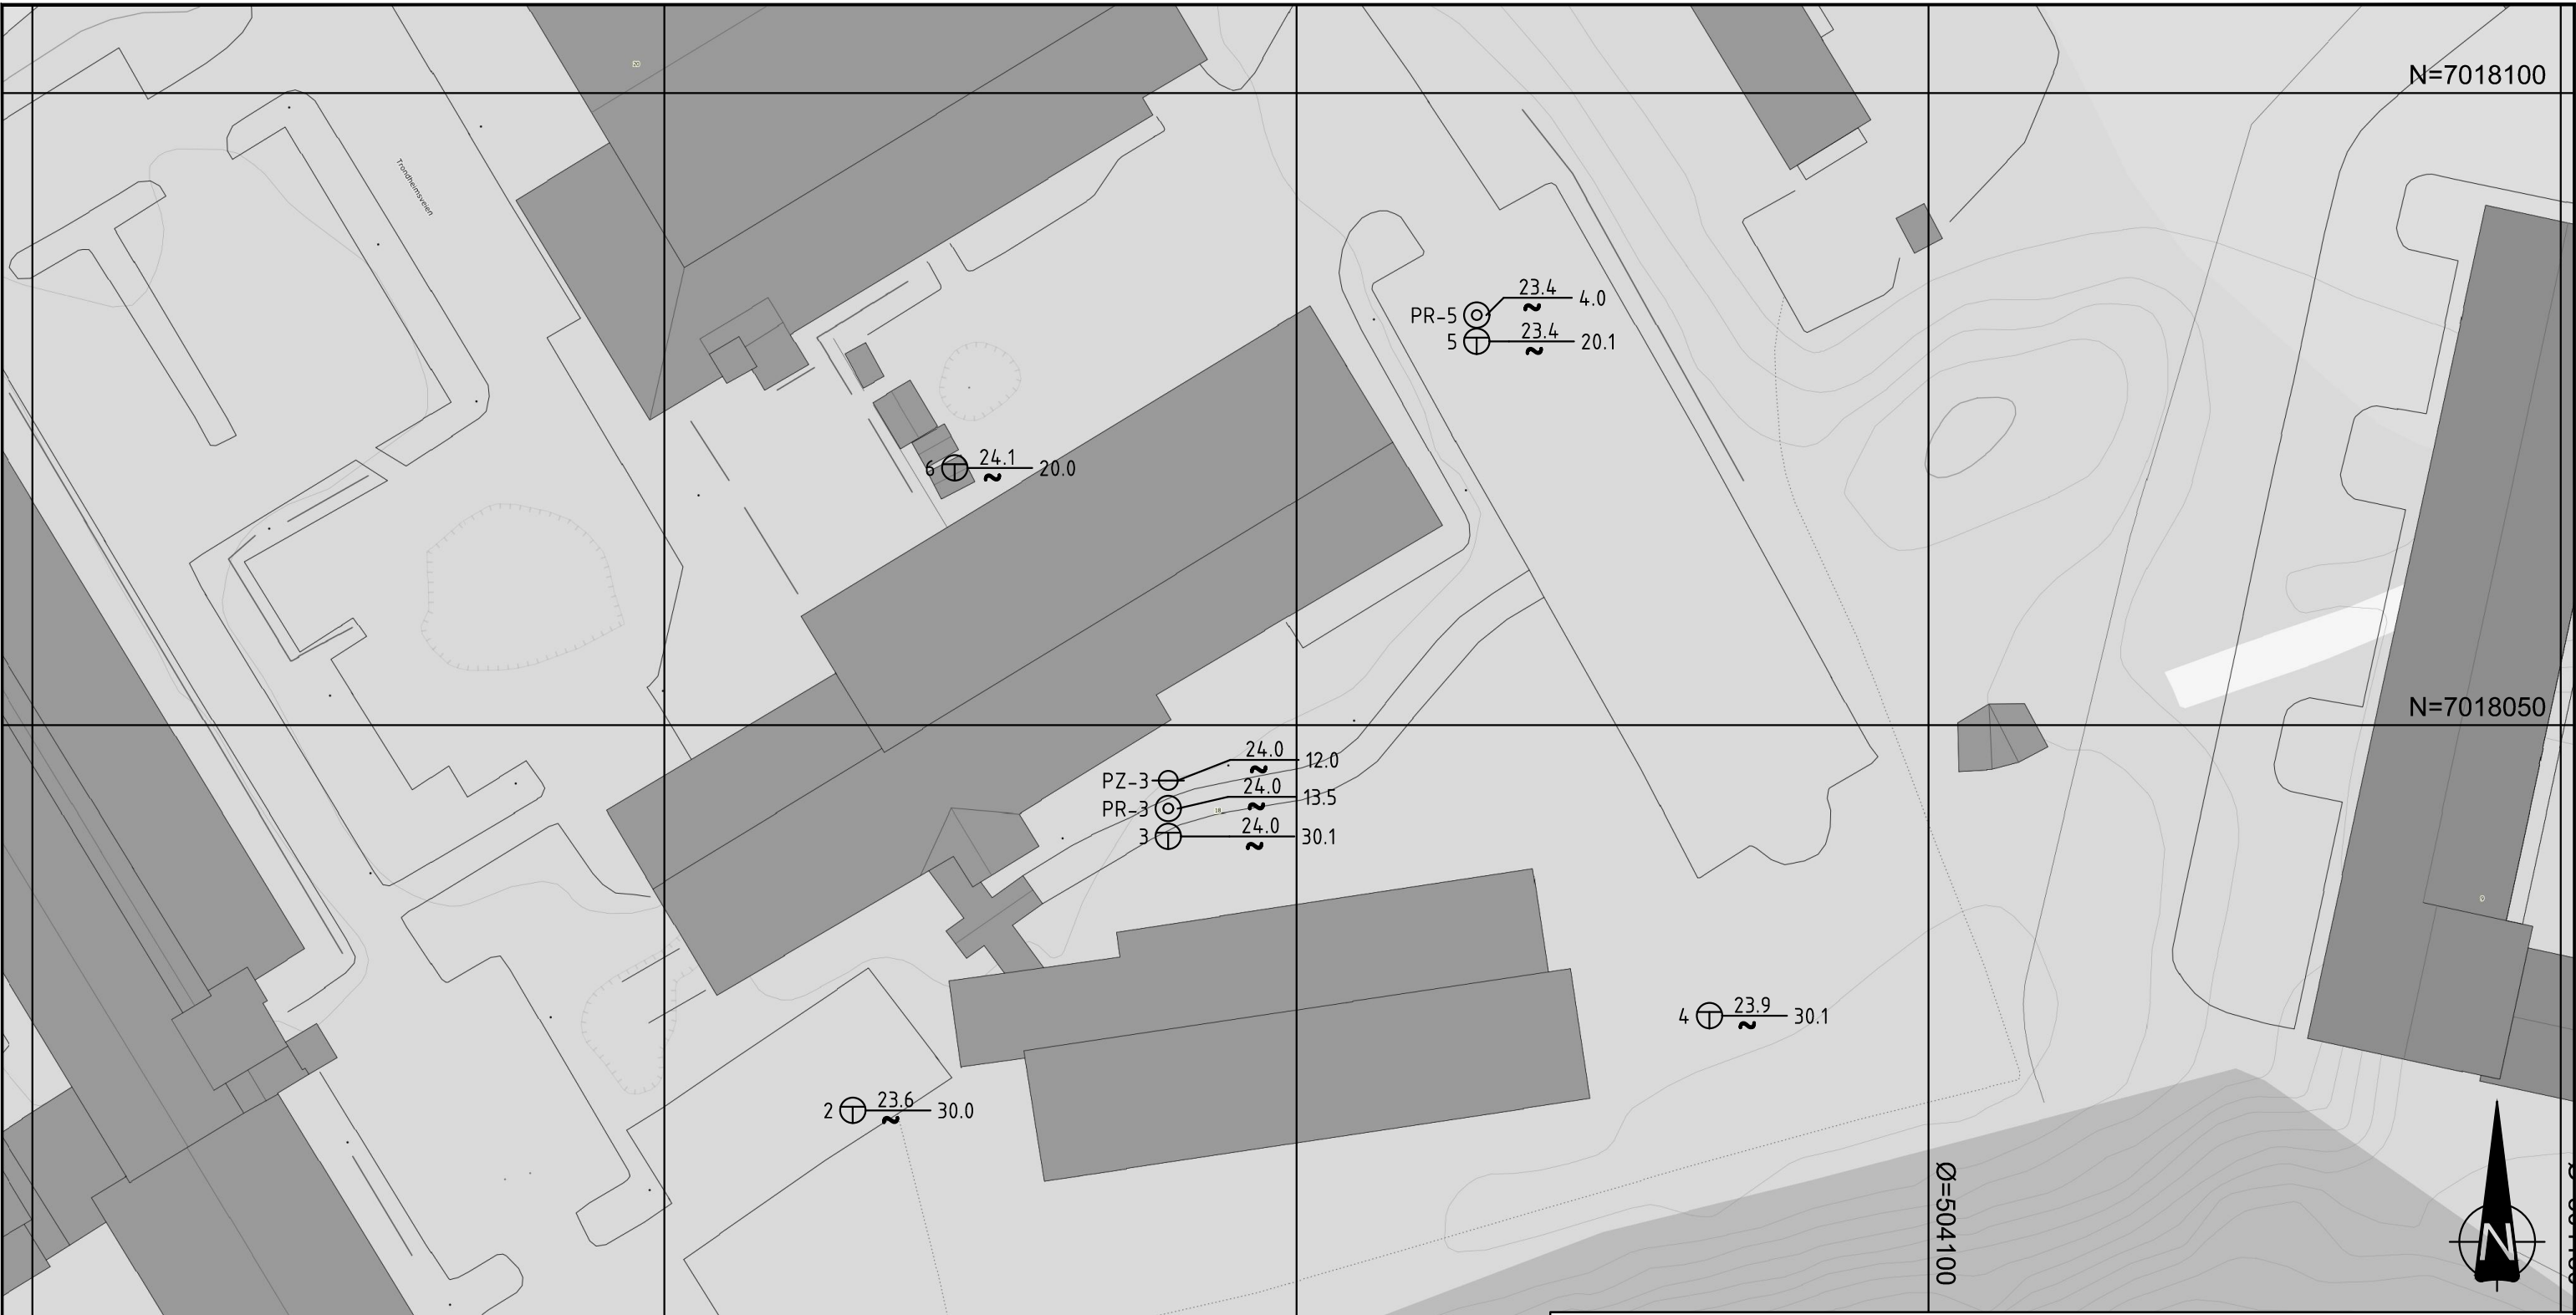 N=7018100
Trondheimsveien
PR-5 23.4 4.0
~
5 23.4 20.1
~
6 24.1 20.0
~
N=7018050
PZ-3 24.0 12.0
~
PR-3 24.0 13.5
~
3 24.0 30.1
~
4 23.9 30.1
~
2 23.6 30.0
~
Ø=504100
N